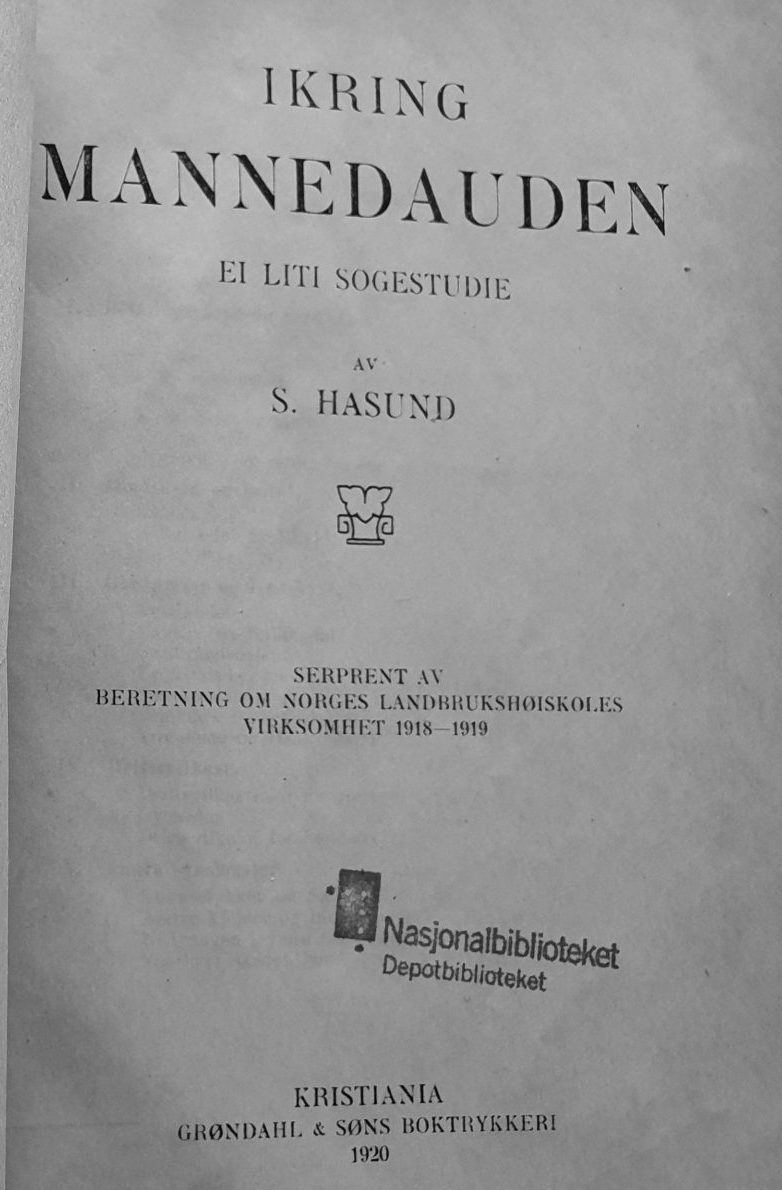 IKRING
MANNEDAUDEN
EI LITI SOGESTUDIE
AV
S. HASUND
SERPRENT AV
BERETNING OM NORGES LANDBRUKSHØISKOLES
VIRKSOMHET 1918—1919
Nasjonalbiblioteket
Depotbiblioteket
KRISTIANIA
GRØNDAHL & SØNS BOKTRYKKERI
1920